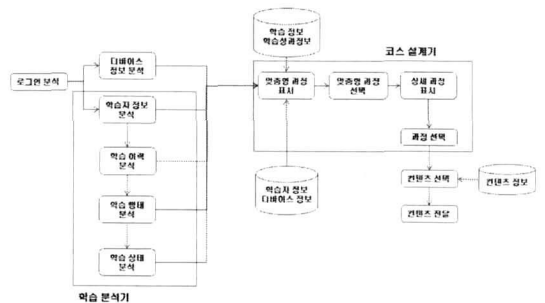 학습 정보
학습성과정보
코스 설계기
디바이스
정보 분석
로그인 분석
맞춤형 과정
표시
맞춤형 과정
선택
상세 과정
표시
학습자 정보
분석
과정 선택
학습 이력
분석
학습자 정보
디바이스 정보
컨텐츠 선택
컨텐츠 정보
학습 형태
분석
컨텐츠 전달
학습 상태
분석
학습 분석기